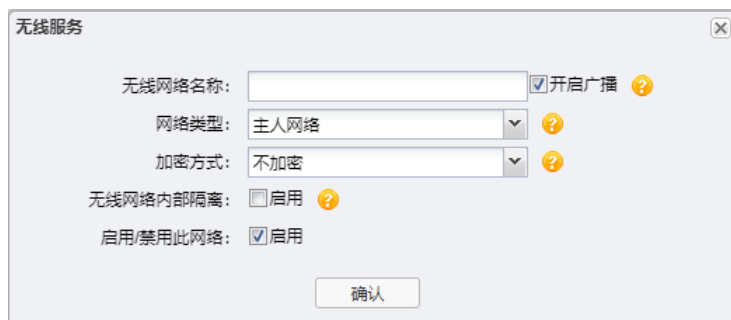 无线服务
无线网络名称: 开启广播
网络类型: 主人网络
加密方式: 不加密
无线网络内部隔离: 启用
启用/禁用此网络: 启用
确认